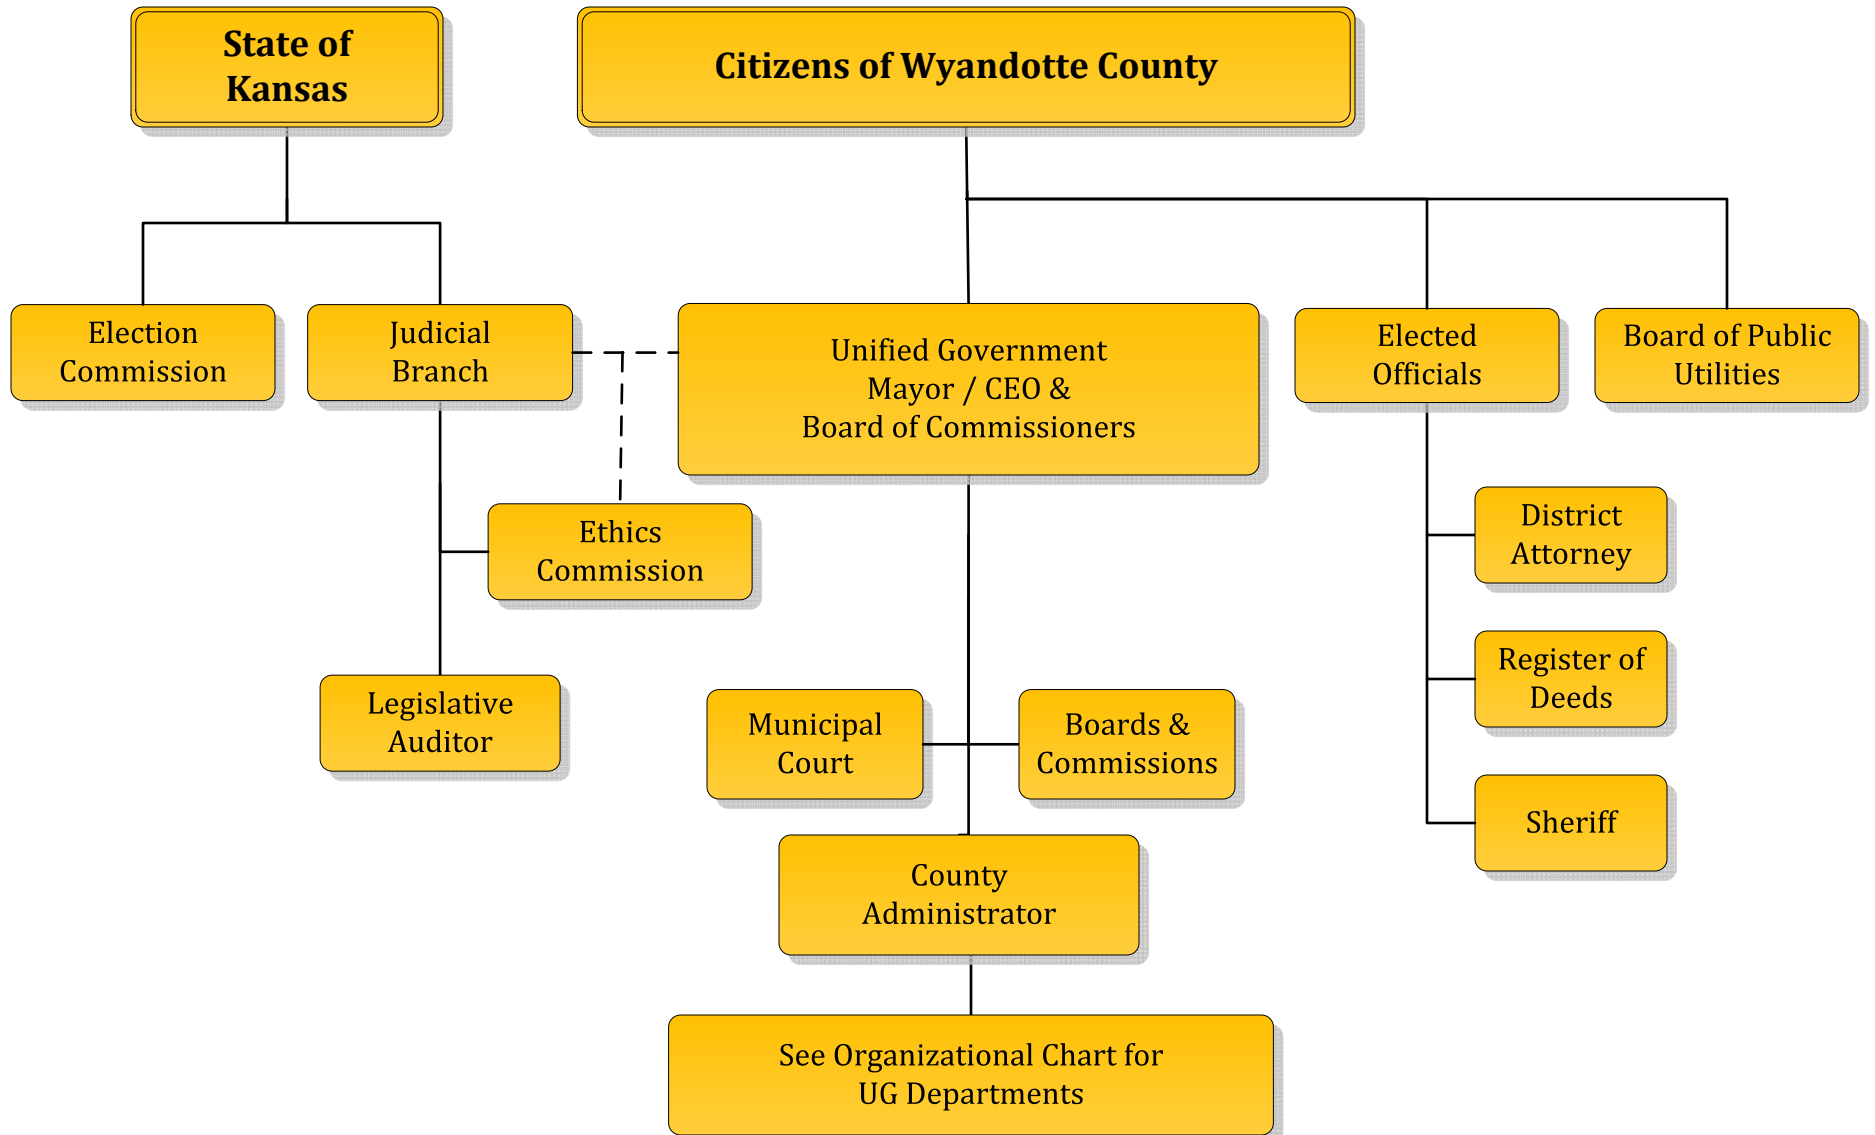 State of
Kansas
Citizens of Wyandotte County
Election
Commission
Judicial
Branch
Unified Government
Mayor / CEO &
Board of Commissioners
Elected
Officials
Board of Public
Utilities
Ethics
Commission
District
Attorney
Register of
Deeds
Legislative
Auditor
Municipal
Court
Boards &
Commissions
Sheriff
County
Administrator
See Organizational Chart for
UG Departments